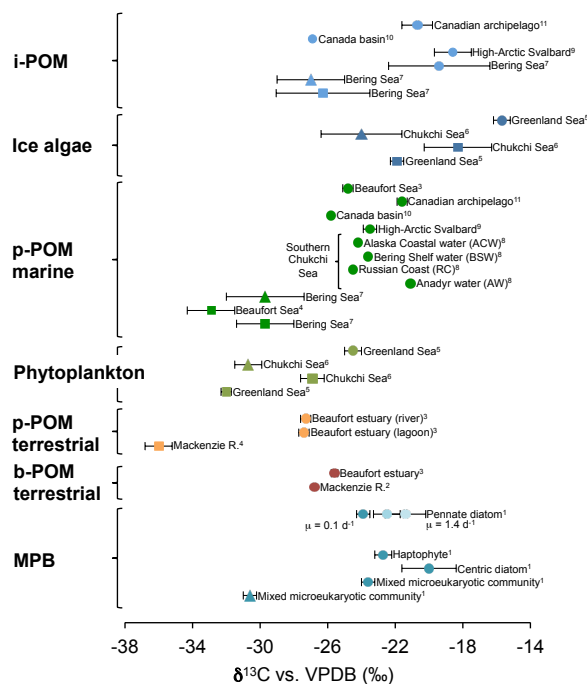 i-POM
Canadian archipelago¹¹
Canada basin¹⁰
High-Arctic Svalbard⁹
Bering Sea⁷
Bering Sea⁷
Bering Sea⁷
Ice algae
Greenland Sea⁵
Chukchi Sea⁶
Chukchi Sea⁶
Greenland Sea⁵
p-POM
marine
Beaufort Sea³
Canadian archipelago¹¹
Canada basin¹⁰
High-Arctic Svalbard⁹
Southern
Chukchi
Sea
Alaska Coastal water (ACW)⁸
Bering Shelf water (BSW)⁸
Russian Coast (RC)⁸
Anadyr water (AW)⁸
Bering Sea⁷
Beaufort Sea⁴
Bering Sea⁷
Phytoplankton
Greenland Sea⁵
Chukchi Sea⁶
Chukchi Sea⁶
Greenland Sea⁵
p-POM
terrestrial
Beaufort estuary (river)³
Beaufort estuary (lagoon)³
Mackenzie R.⁴
b-POM
terrestrial
Beaufort estuary³
Mackenzie R.²
MPB
Pennate diatom¹
μ = 0.1 d⁻¹ μ = 1.4 d⁻¹
Haptophyte¹
Centric diatom¹
Mixed microeukaryotic community¹
Mixed microeukaryotic community¹
-38 -34 -30 -26 -22 -18 -14
δ¹³C vs. VPDB (‰)